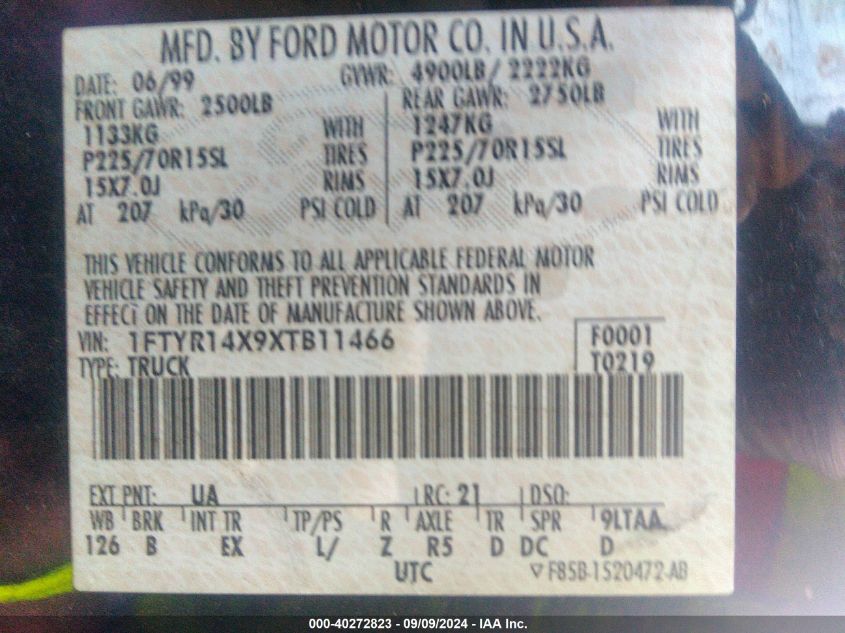 MFD. BY FORD MOTOR CO. IN U.S.A.
DATE: 06/99 GVWR: 4900LB/ 2222KG
FRONT GAWR: 2500LB REAR GAWR: 2750LB
1133KG WITH 1247KG WITH
P225/70R15SL TIRES P225/70R15SL TIRES
15X7.0J RIMS 15X7.0J RIMS
AT 207 kPa/30 PSI COLD AT 207 kPa/30 PSI COLD
THIS VEHICLE CONFORMS TO ALL APPLICABLE FEDERAL MOTOR
VEHICLE SAFETY AND THEFT PREVENTION STANDARDS IN
EFFECT ON THE DATE OF MANUFACTURE SHOWN ABOVE.
VIN: 1FTYR14X9XTB11466 F0001
TYPE: TRUCK T0219
EXT PNT: UA RC: 21 DSO:
WB BRK INT TR TP/PS R AXLE TR SPR 9LTAA
126 B EX L/ Z R5 D DC D
UTC ▽ F85B-1520472-AB
000-40272823 - 09/09/2024 - IAA Inc.